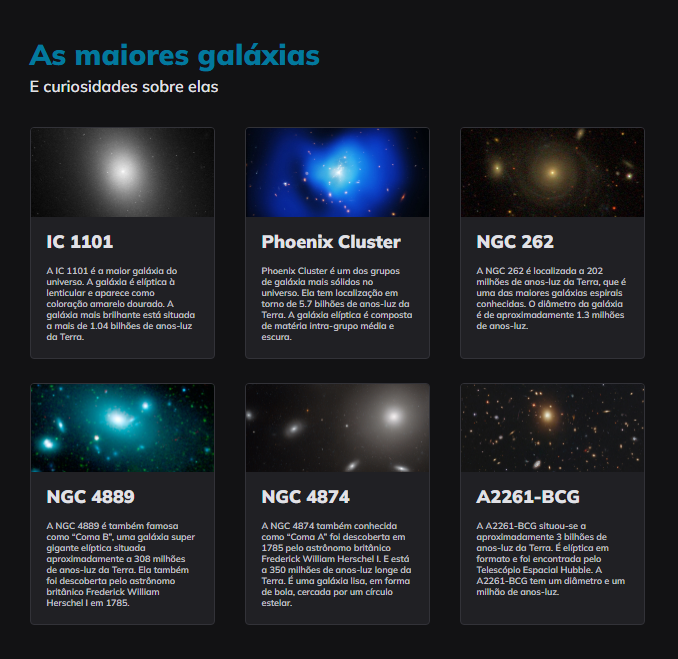 As maiores galáxias
E curiosidades sobre elas
IC 1101
A IC 1101 é a maior galáxia do
universo. A galáxia é elíptica à
lenticular e aparece como
coloração amarelo dourado. A
galáxia mais brilhante está situada
a mais de 1.04 bilhões de anos-luz
da Terra.
Phoenix Cluster
Phoenix Cluster é um dos grupos
de galáxia mais sólidos no
universo. Ela tem localização em
torno de 5.7 bilhões de anos-luz da
Terra. A galáxia elíptica é composta
de matéria intra-grupo média e
escura.
NGC 262
A NGC 262 é localizada a 202
milhões de anos-luz da Terra, que é
uma das maiores galáxias espirais
conhecidas. O diâmetro da galáxia
é de aproximadamente 1.3 milhões
de anos-luz.
NGC 4889
A NGC 4889 é também famosa
como “Coma B”, uma galáxia super
gigante elíptica situada
aproximadamente a 308 milhões
de anos-luz da Terra. Ela também
foi descoberta pelo astrônomo
britânico Frederick William
Herschel I em 1785.
NGC 4874
A NGC 4874 também conhecida
como “Coma A” foi descoberta em
1785 pelo astrônomo britânico
Frederick William Herschel I. E está
a 350 milhões de anos-luz longe da
Terra. É uma galáxia lisa, em forma
de bola, cercada por um círculo
estelar.
A2261-BCG
A A2261-BCG situou-se a
aproximadamente 3 bilhões de
anos-luz da Terra. É elíptica em
formato e foi encontrada pelo
Telescópio Espacial Hubble. A
A2261-BCG tem um diâmetro e um
milhão de anos-luz.